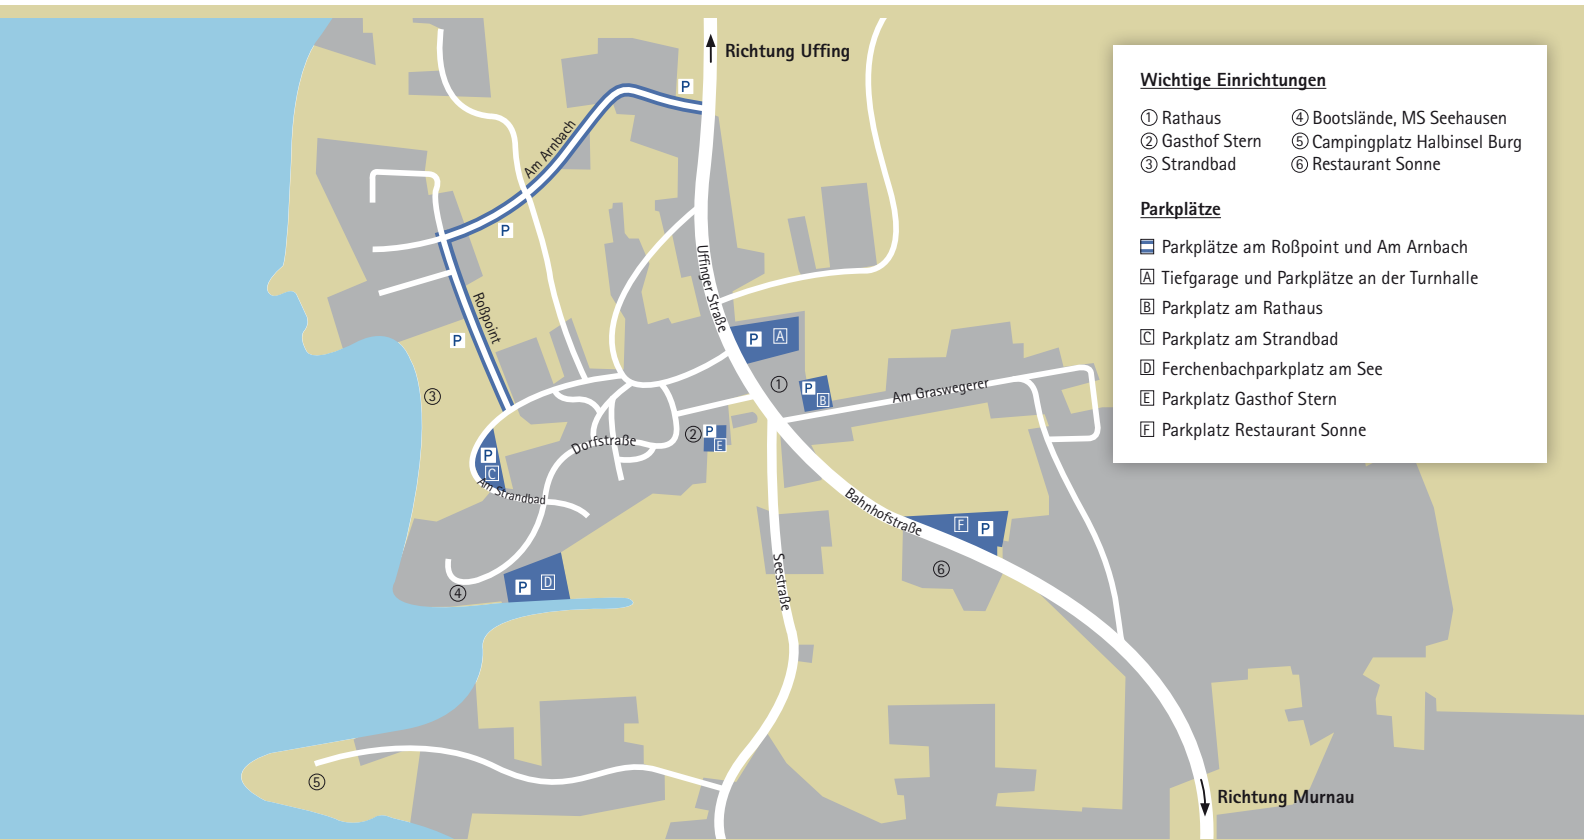 Richtung Uffing
P
Am Arnbach
P
Uffinger Straße
Roßpoint
P
P A
3
1
P
B
Am Graswegerer
2
P
E
Dorfstraße
P
C
Am Strandbad
Bahnhofstraße
F P
6
Seestraße
P D
4
5
Richtung Murnau
Wichtige Einrichtungen
1 Rathaus
2 Gasthof Stern
3 Strandbad
4 Bootslände, MS Seehausen
5 Campingplatz Halbinsel Burg
6 Restaurant Sonne
Parkplätze
Parkplätze am Roßpoint und Am Arnbach
A Tiefgarage und Parkplätze an der Turnhalle
B Parkplatz am Rathaus
C Parkplatz am Strandbad
D Ferchenbachparkplatz am See
E Parkplatz Gasthof Stern
F Parkplatz Restaurant Sonne